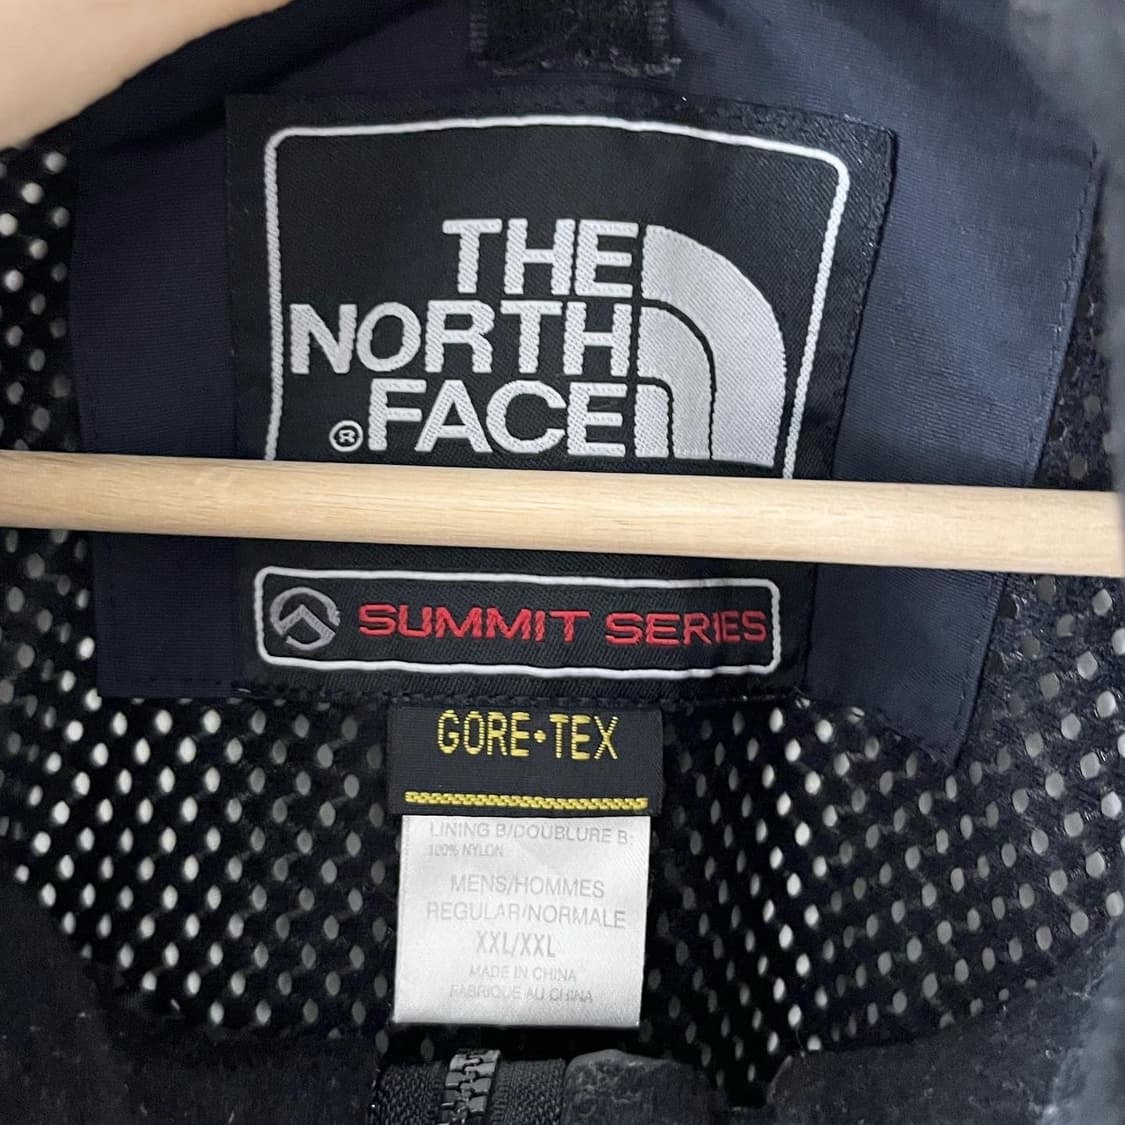 THE
NORTH
FACE
®
SUMMIT SERIES
GORE-TEX
LINING B/DOUBLURE B:
100% NYLON
MENS/HOMMES
REGULAR/NORMALE
XXL/XXL
MADE IN CHINA
FABRIQUE AU CHINA